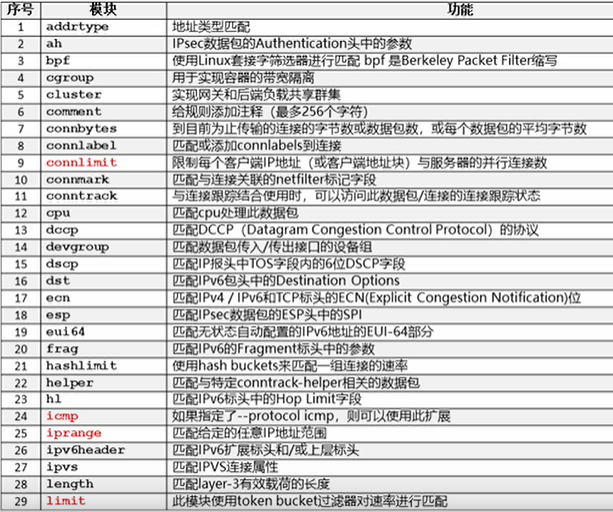 序号 模块 功能
1 addrtype 地址类型匹配
2 ah IPsec数据包的Authentication头中的参数
3 bpf 使用Linux套接字筛选器进行匹配 bpf 是Berkeley Packet Filter缩写
4 cgroup 用于实现容器的带宽隔离
5 cluster 实现网关和后端负载共享群集
6 comment 给规则添加注释（最多256个字符）
7 connbytes 到目前为止传输的连接的字节数或数据包数，或每个数据包的平均字节数
8 connlabel 匹配或添加connlabels到连接
9 connlimit 限制每个客户端IP地址（或客户端地址块）与服务器的并行连接数
10 connmark 匹配与连接关联的netfilter标记字段
11 conntrack 与连接跟踪结合使用时，可以访问此数据包/连接的连接跟踪状态
12 cpu 匹配cpu处理此数据包
13 dccp 匹配DCCP（Datagram Congestion Control Protocol）的协议
14 devgroup 匹配数据包传入/传出接口的设备组
15 dscp 匹配IP报头中TOS字段内的6位DSCP字段
16 dst 匹配IPv6包头中的Destination Options
17 ecn 匹配IPv4 / IPv6和TCP标头的ECN(Explicit Congestion Notification)位
18 esp 匹配IPsec数据包的ESP头中的SPI
19 eui64 匹配无状态自动配置的IPv6地址的EUI-64部分
20 frag 匹配IPv6的Fragment标头中的参数
21 hashlimit 使用hash buckets来匹配一组连接的速率
22 helper 匹配与特定conntrack-helper相关的数据包
23 hl 匹配IPv6标头中的Hop Limit字段
24 icmp 如果指定了--protocol icmp，则可以使用此扩展
25 iprange 匹配给定的任意IP地址范围
26 ipv6header 匹配IPv6扩展标头和/或上层标头
27 ipvs 匹配IPVS连接属性
28 length 匹配layer-3有效载荷的长度
29 limit 此模块使用token bucket过滤器对速率进行匹配